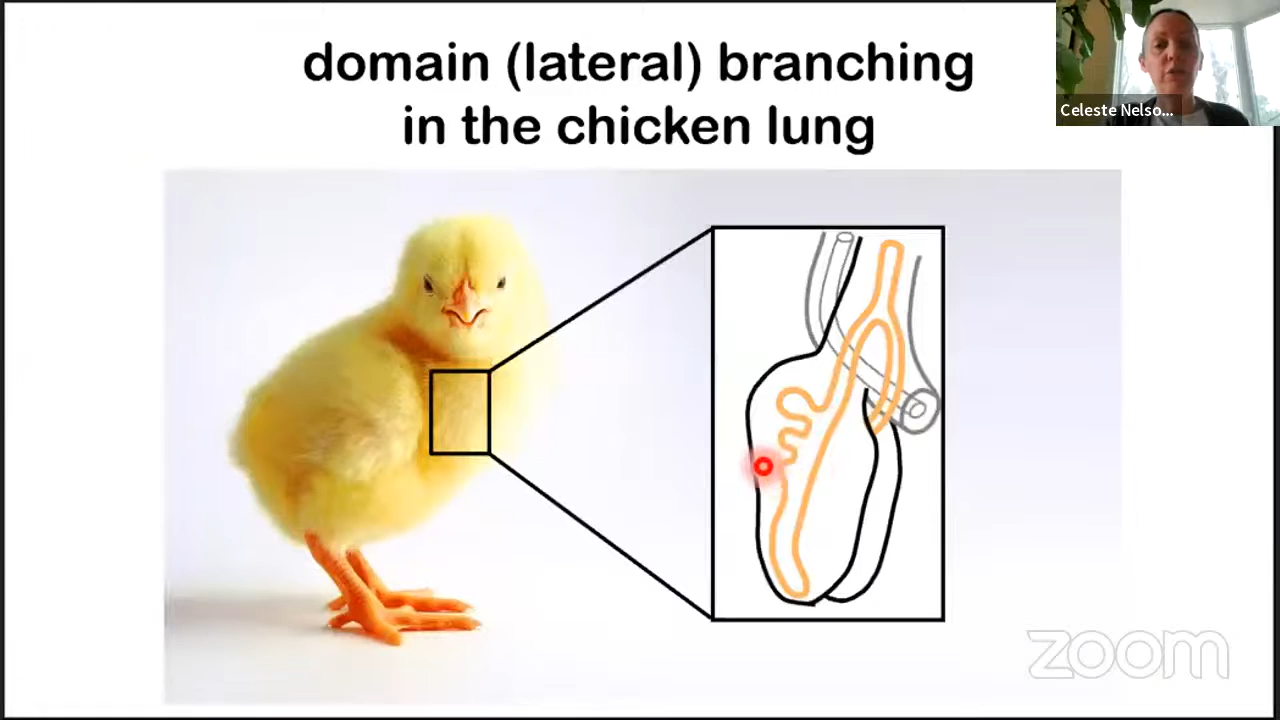 domain (lateral) branching
in the chicken lung
Celeste Nelso...
zoom